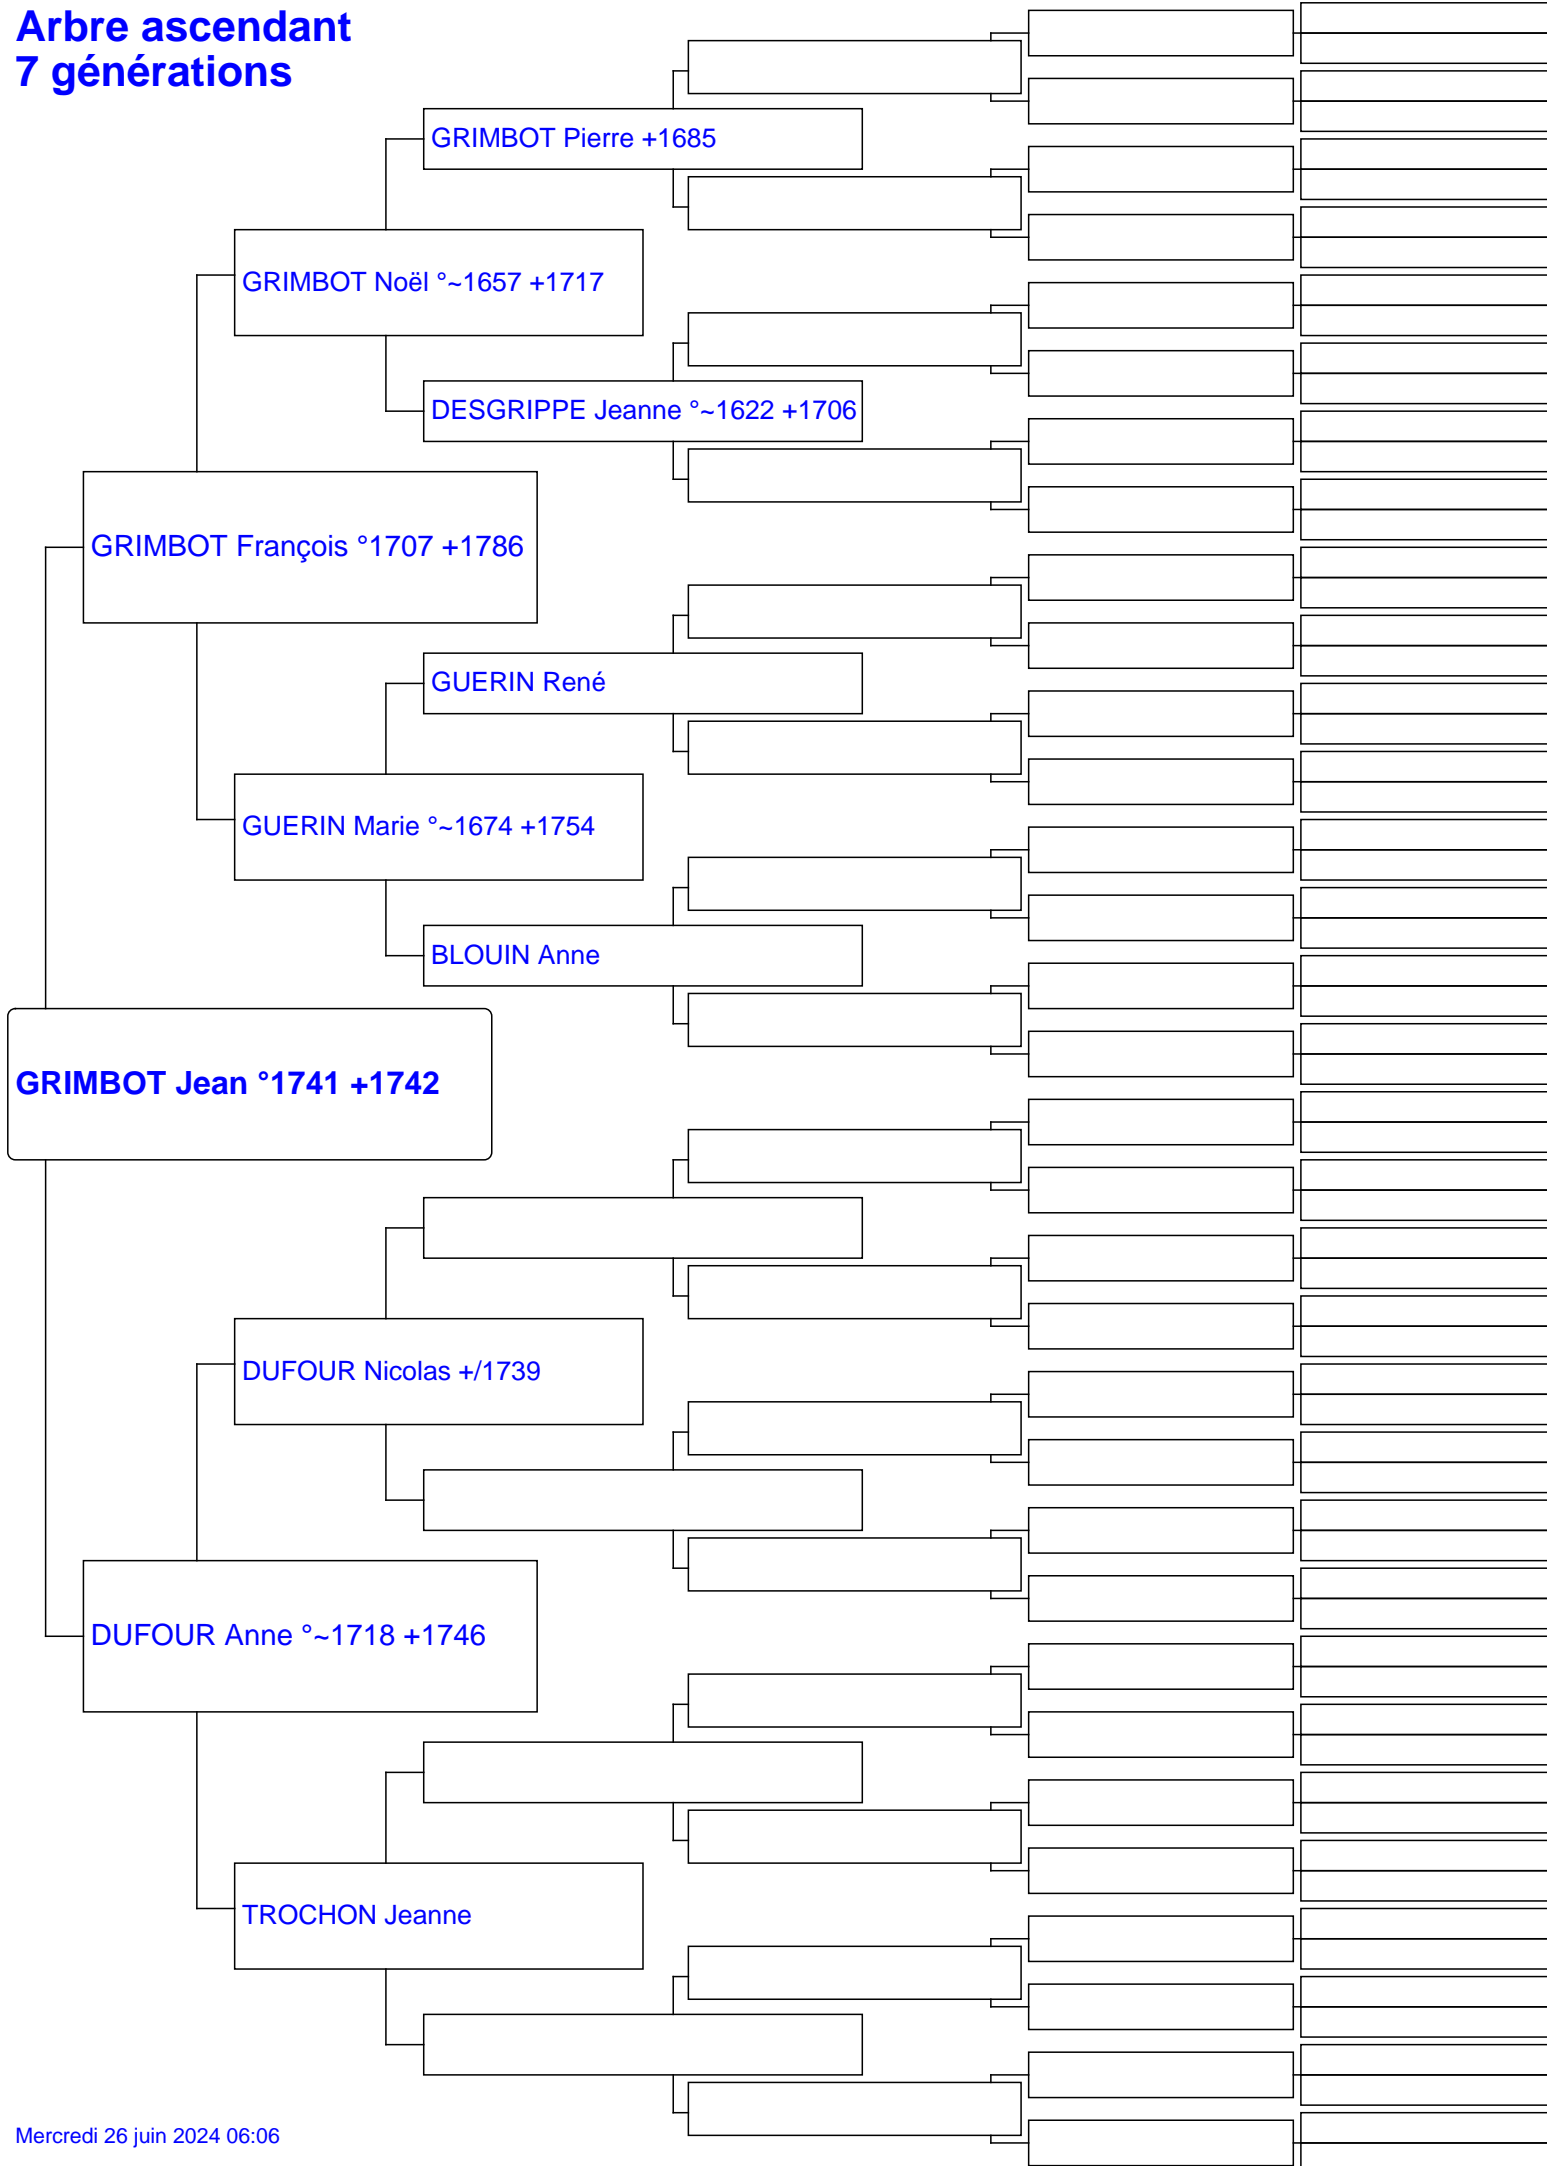 Arbre ascendant
7 générations
GRIMBOT Pierre +1685
GRIMBOT Noël °~1657 +1717
DESGRIPPE Jeanne °~1622 +1706
GRIMBOT François °1707 +1786
GUERIN René
GUERIN Marie °~1674 +1754
BLOUIN Anne
GRIMBOT Jean °1741 +1742
DUFOUR Nicolas +/1739
DUFOUR Anne °~1718 +1746
TROCHON Jeanne
Mercredi 26 juin 2024 06:06